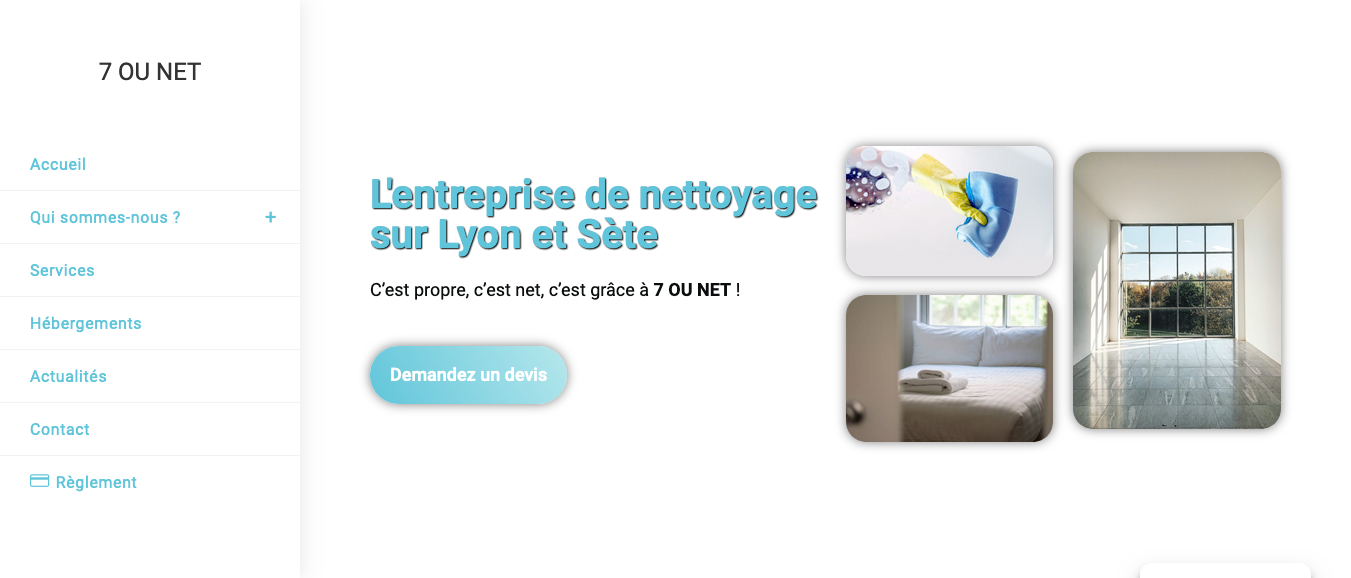 7 OU NET
Accueil
Qui sommes-nous ? +
Services
Hébergements
Actualités
Contact
Règlement
L'entreprise de nettoyage
sur Lyon et Sète
C’est propre, c’est net, c’est grâce à 7 OU NET !
Demandez un devis